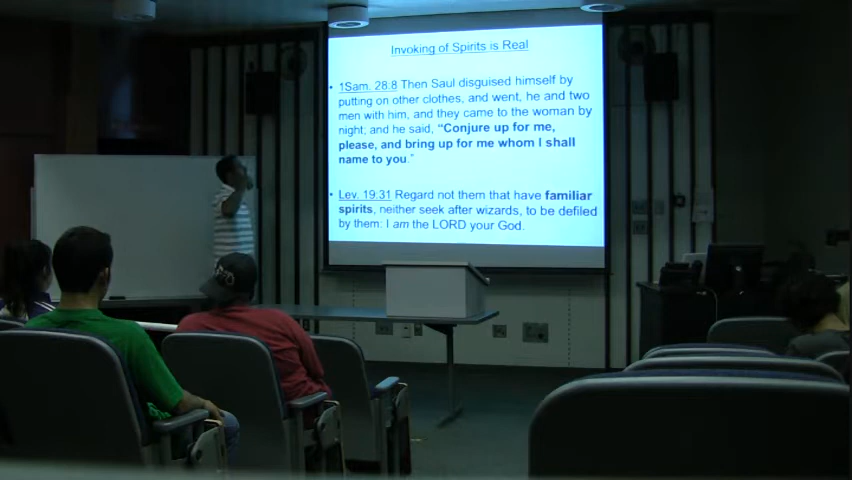 Invoking of Spirits is Real
• 1Sam. 28:8 Then Saul disguised himself by
putting on other clothes, and went, he and two
men with him, and they came to the woman by
night; and he said, “Conjure up for me,
please, and bring up for me whom I shall
name to you.”
• Lev. 19:31 Regard not them that have familiar
spirits, neither seek after wizards, to be defiled
by them: I am the LORD your God.